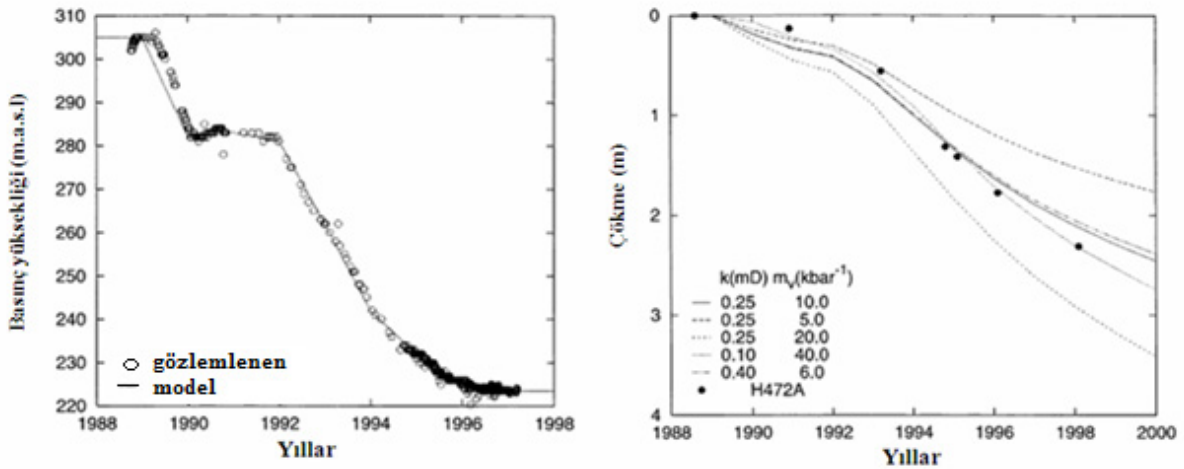 Basınç yüksekliği (m.a.s.l)
310
300
290
280
270
260
250
240
230
220
gözlemlenen
model
1988 1990 1992 1994 1996 1998
Yıllar
Çökme (m)
0
1
2
3
4
k(mD) mv(kbar-1)
0.25 10.0
0.25 5.0
0.25 20.0
0.10 40.0
0.40 6.0
H472A
1988 1990 1992 1994 1996 1998 2000
Yıllar